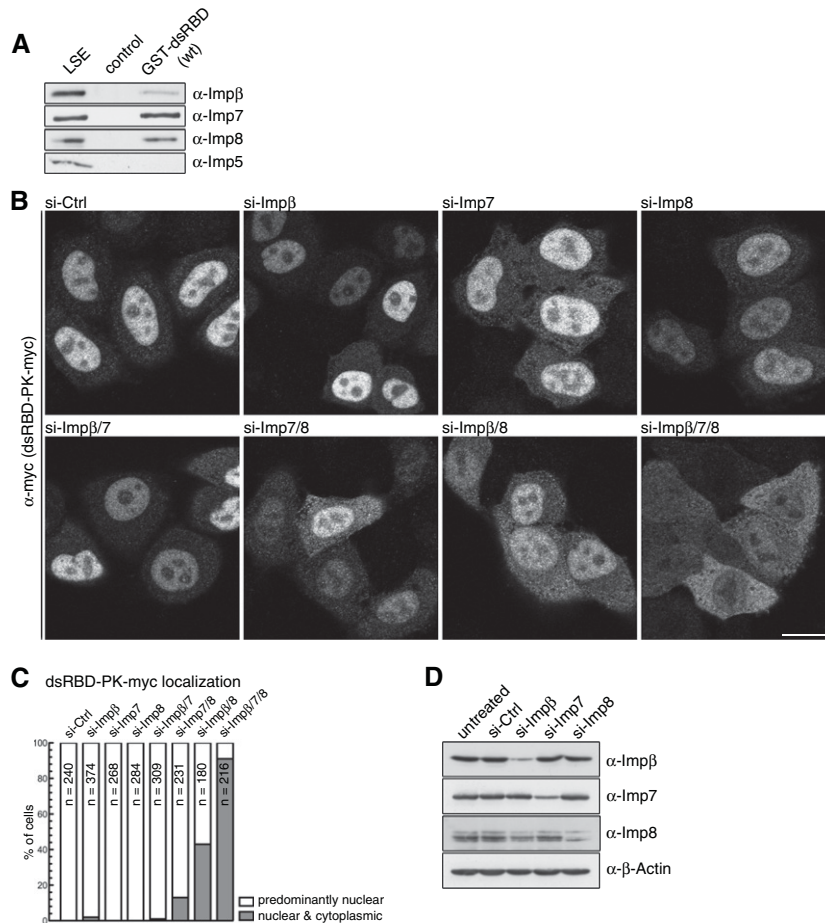 A
LSE
control
GST-dsRBD
(wt)
α-Impβ
α-Imp7
α-Imp8
α-Imp5
B
α-myc (dsRBD-PK-myc)
si-Ctrl
si-Impβ
si-Imp7
si-Imp8
si-Impβ/7
si-Imp7/8
si-Impβ/8
si-Impβ/7/8
C
dsRBD-PK-myc localization
si-Ctrl
si-Impβ
si-Imp7
si-Imp8
si-Impβ/7
si-Imp7/8
si-Impβ/8
si-Impβ/7/8
% of cells
100
80
60
40
20
0
n = 240
n = 374
n = 268
n = 284
n = 309
n = 231
n = 180
n = 216
predominantly nuclear
nuclear & cytoplasmic
D
untreated
si-Ctrl
si-Impβ
si-Imp7
si-Imp8
α-Impβ
α-Imp7
α-Imp8
α-β-Actin